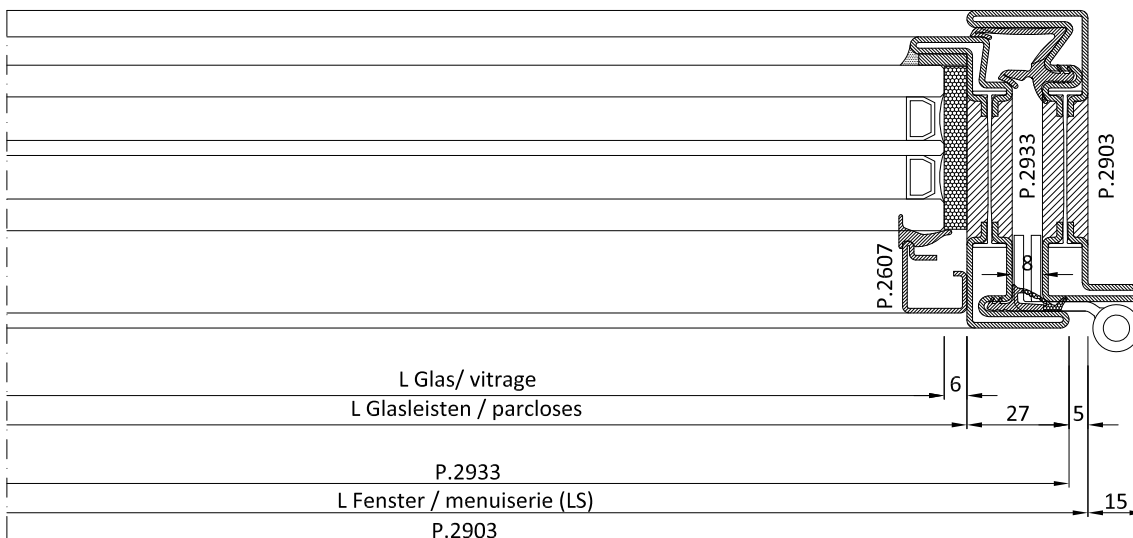 P.2933
P.2903
P.2607
8
L Glas/ vitrage
6
L Glasleisten / parcloses
27
5
P.2933
L Fenster / menuiserie (LS)
15
P.2903